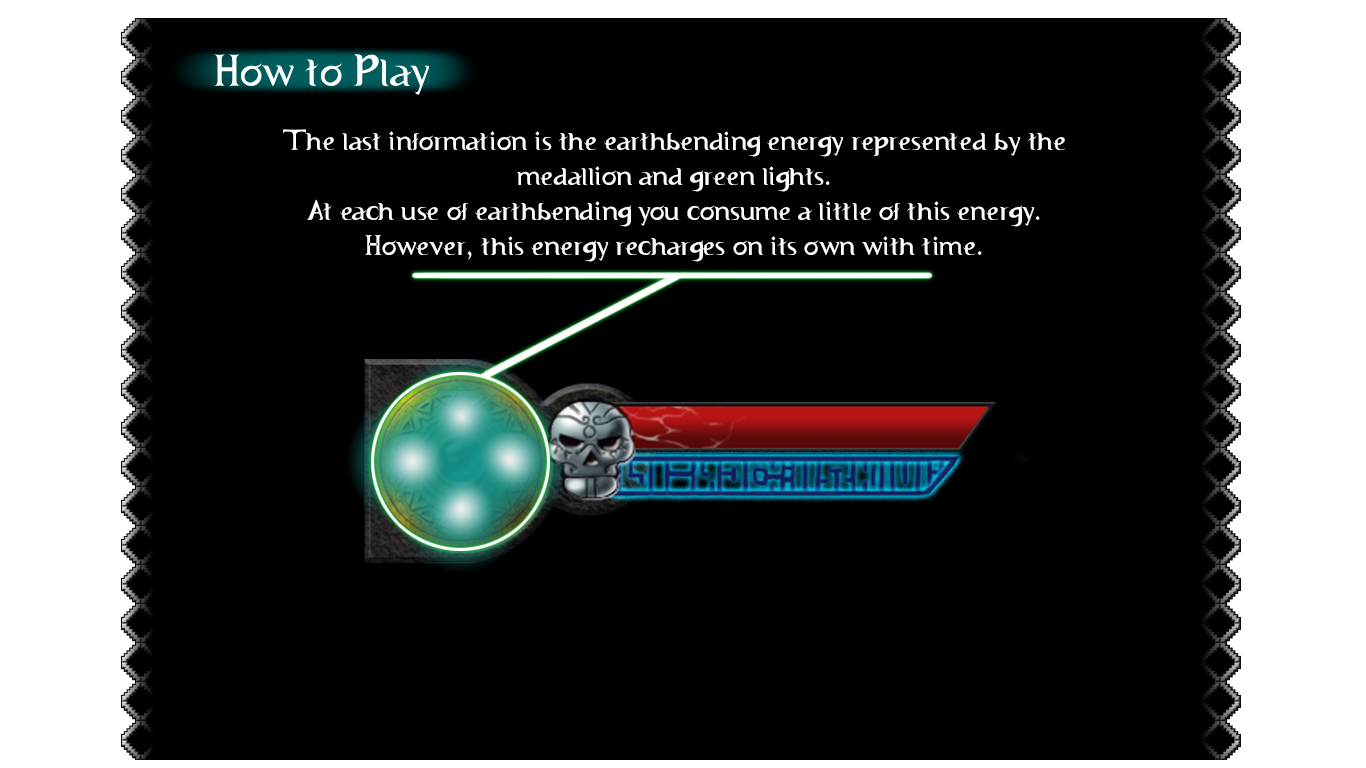 How to Play
The last information is the earthbending energy represented by the
medallion and green lights.
At each use of earthbending you consume a little of this energy.
However, this energy recharges on its own with time.